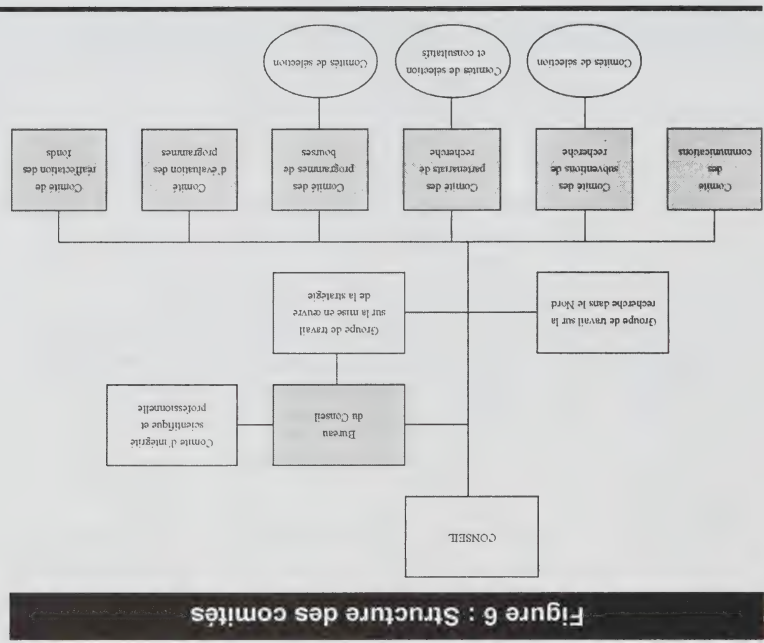 Figure 6 : Structure des comités
CONSEIL
Bureau
du Conseil
Comité d'intégrité
scientifique et
professionnelle
Groupe de travail sur la
recherche dans le Nord
Groupe de travail
sur la mise en œuvre
de la stratégie
Comité
des
communications
Comité des
subventions de
recherche
Comité des
partenariats de
recherche
Comité des
programmes de
bourses
Comité
d'évaluation des
programmes
Comité de
réaffectation des
fonds
Comités de sélection
Comités de sélection
et consultatifs
Comités de sélection